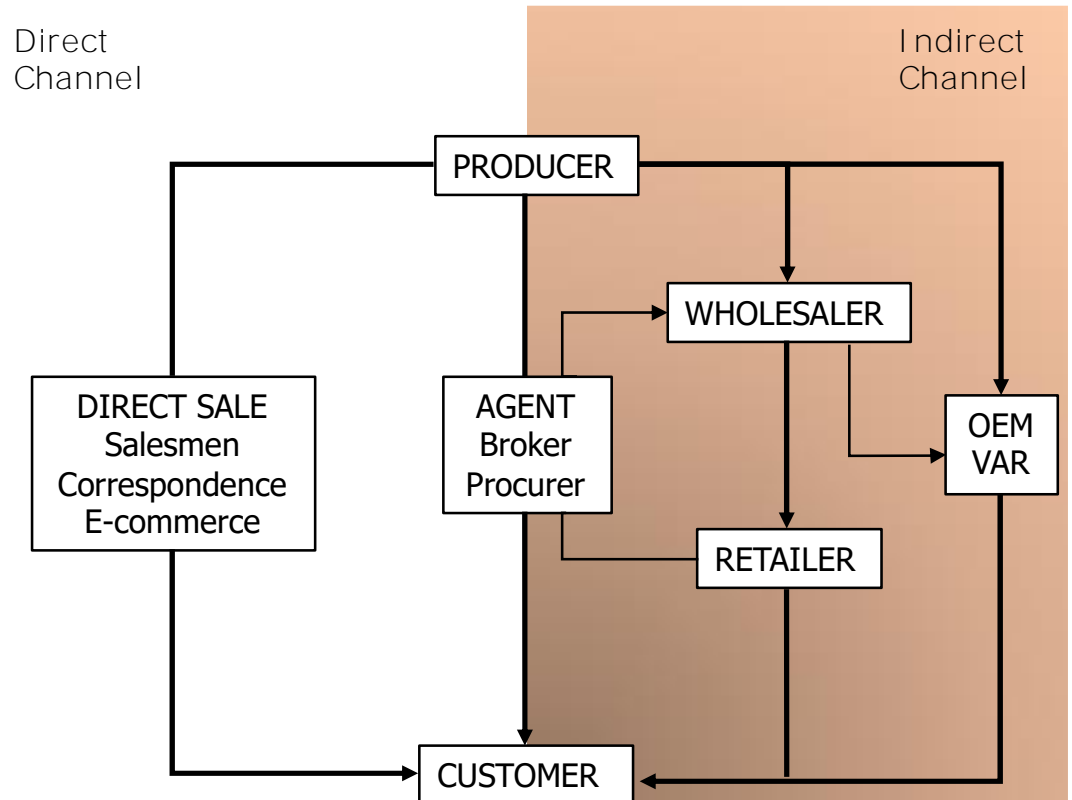 Direct
Channel
Indirect
Channel
PRODUCER
WHOLESALER
DIRECT SALE
Salesmen
Correspondence
E-commerce
AGENT
Broker
Procurer
OEM
VAR
RETAILER
CUSTOMER